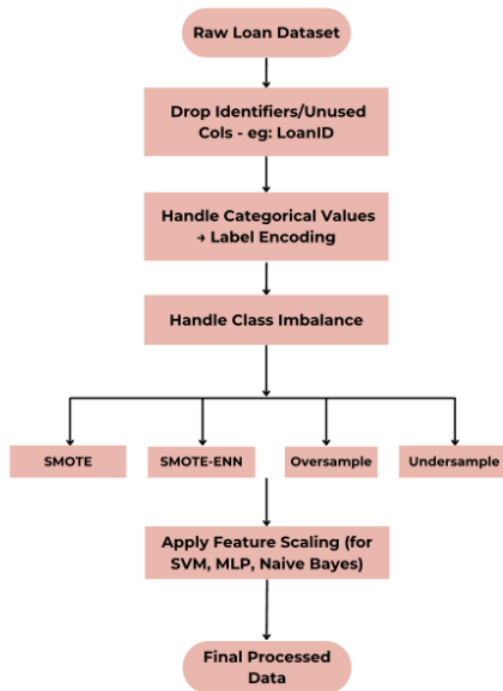 Raw Loan Dataset
Drop Identifiers/Unused
Cols - eg: LoanID
Handle Categorical Values
→ Label Encoding
Handle Class Imbalance
SMOTE
SMOTE-ENN
Oversample
Undersample
Apply Feature Scaling (for
SVM, MLP, Naive Bayes)
Final Processed
Data